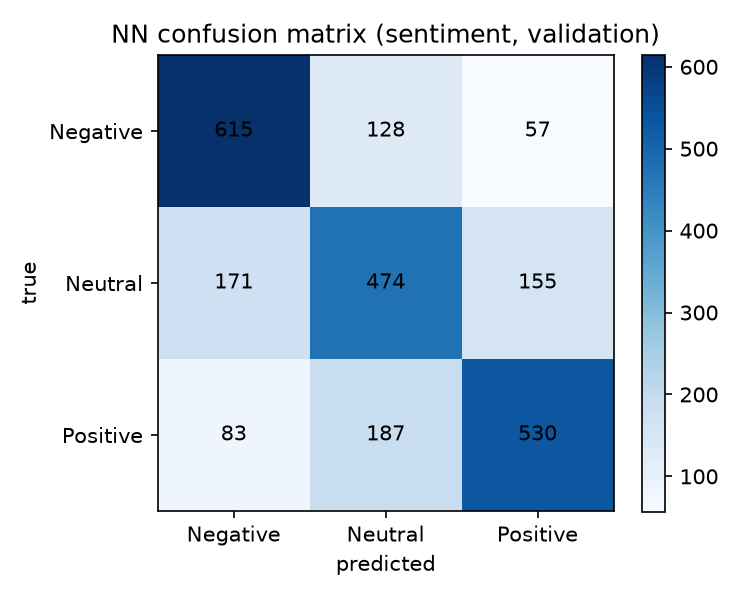 NN confusion matrix (sentiment, validation)
Negative 615 128 57
Neutral 171 474 155
Positive 83 187 530
Negative Neutral Positive
predicted
true
600
500
400
300
200
100